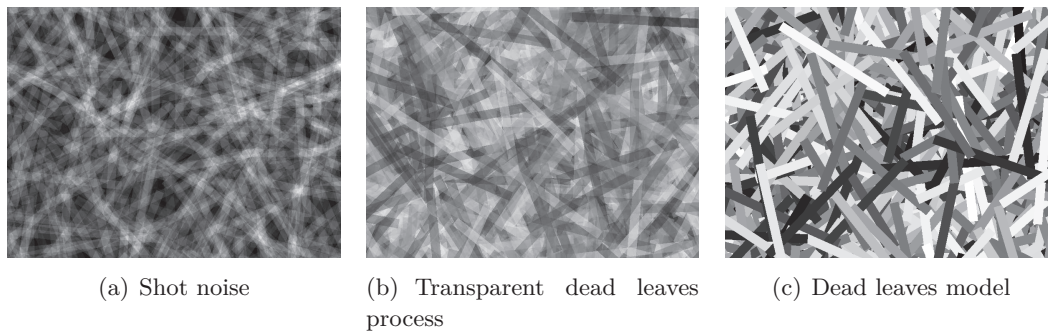 (a) Shot noise
(b) Transparent dead leaves
process
(c) Dead leaves model